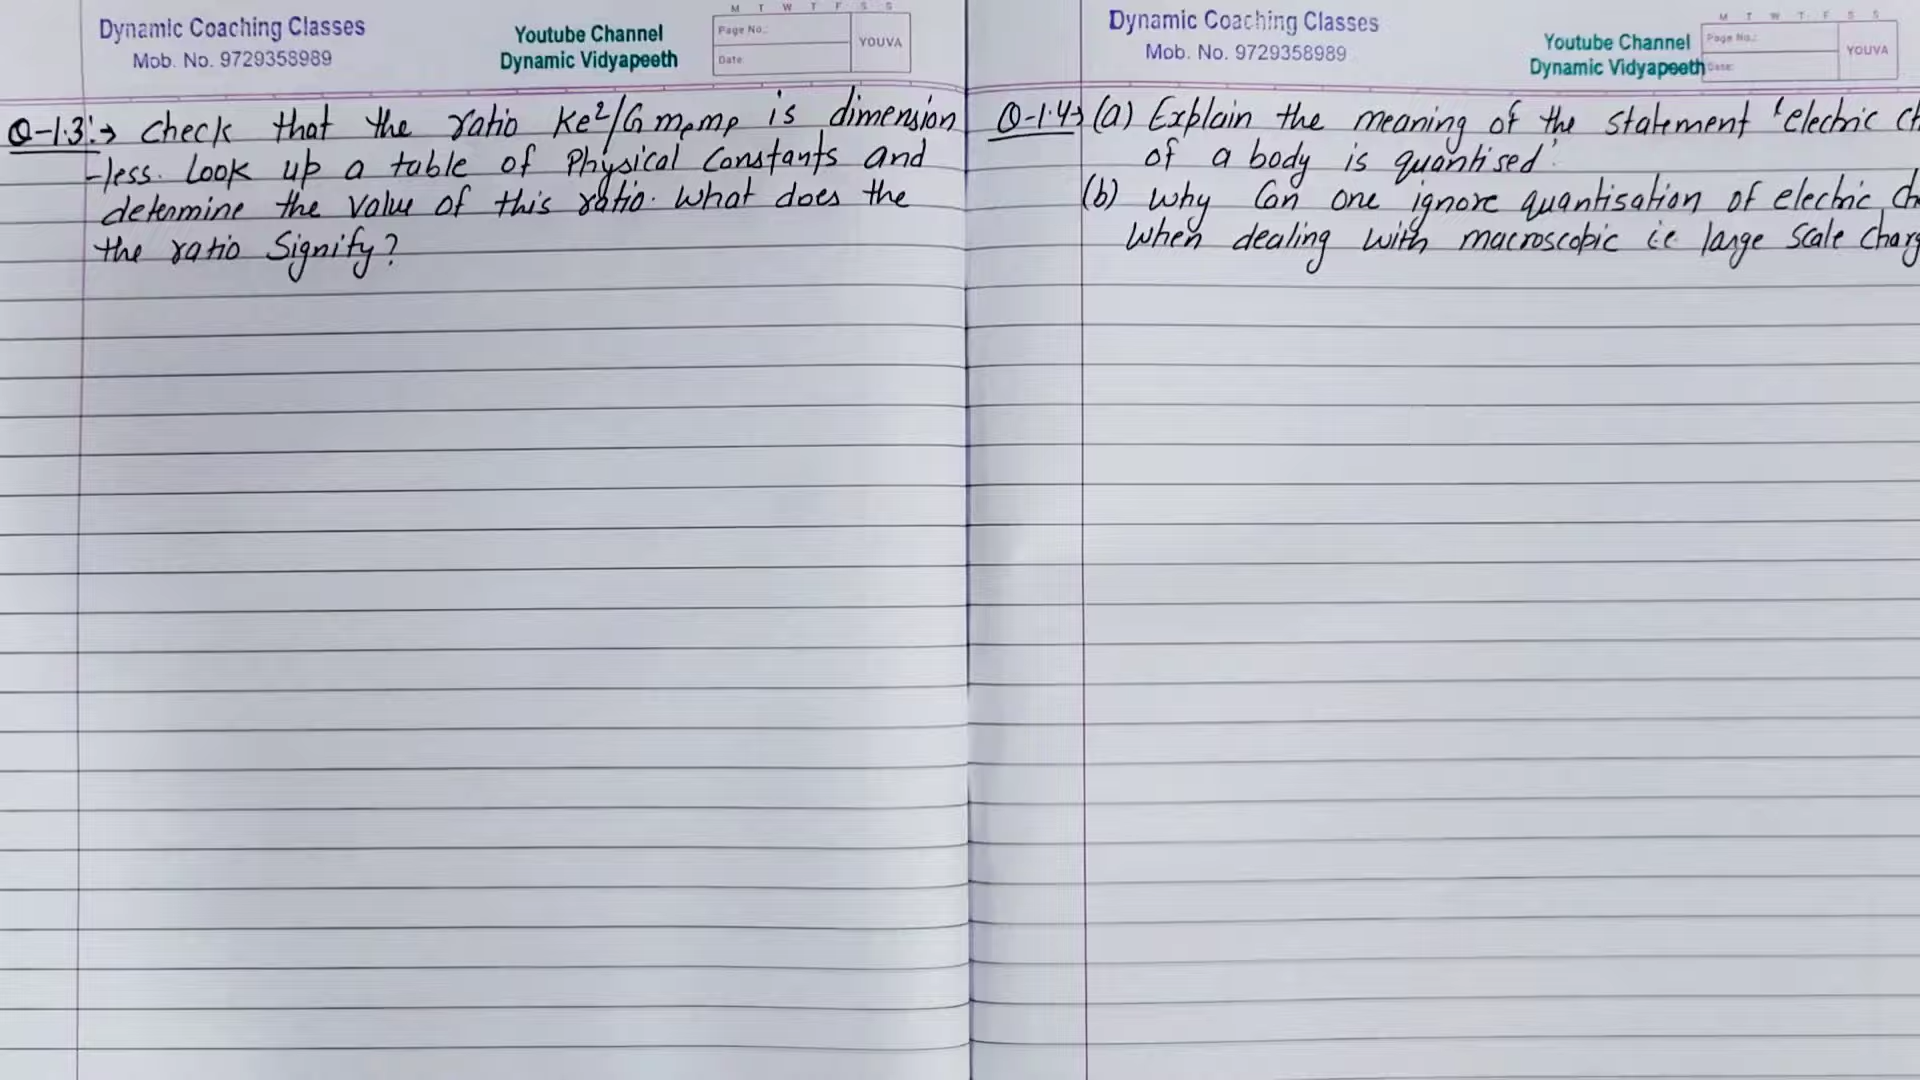 Dynamic Coaching Classes
Mob. No. 9729358989
Youtube Channel
Dynamic Vidyapeeth
M T W T F S S
Page No.:
Date
YOUVA
Q-1.3:→ Check that the ratio Ke²/G mₑmₚ is dimension
-less. Look up a table of Physical Constants and
determine the value of this ratio. What does the
the ratio Signify?
Dynamic Coaching Classes
Mob. No. 9729358989
Youtube Channel
Dynamic Vidyapeeth
M T W T F S S
Page No.:
Date:
YOUVA
Q-1.4→ (a) Explain the meaning of the statement 'electric ch
of a body is quantised'.
(b) Why Can one ignore quantisation of electric ch
When dealing with macroscopic i.e large Scale charg